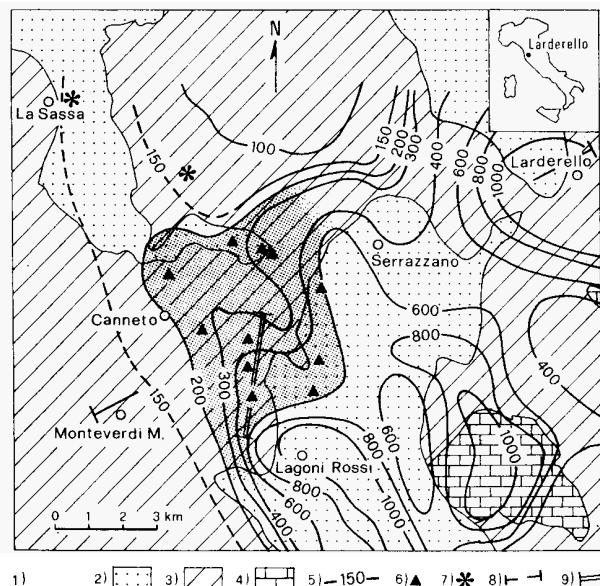 N
Larderello
La Sassa
150
100
150
200
300
400
600
800
1000
Larderello
Serrazzano
Canneto
200
300
150
600
800
400
Monteverdi M.
600
1000
Lagoni Rossi
800
800
1000
600
400
0 1 2 3 km
1) 2) 3) 4) 5) 150 6) 7) 8) 9)